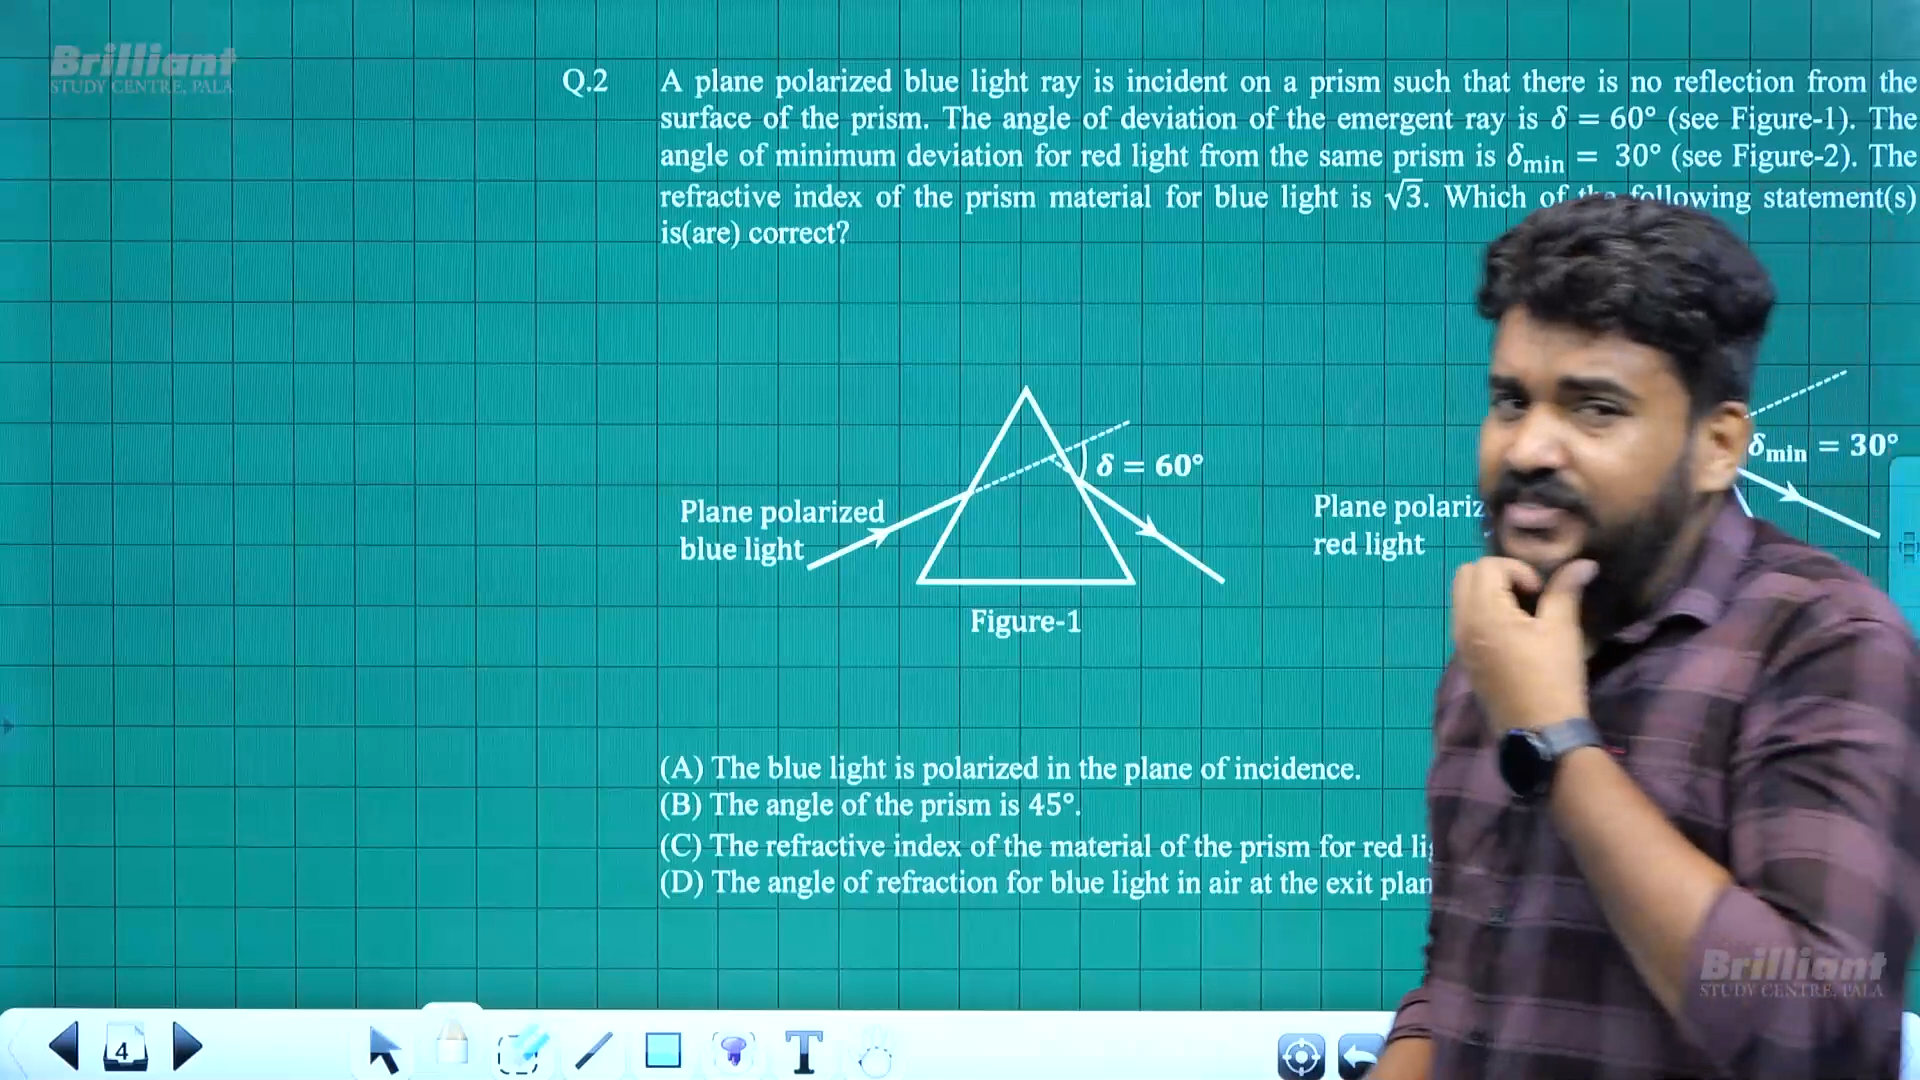 Brilliant
STUDY CENTRE, PALA
Q.2 A plane polarized blue light ray is incident on a prism such that there is no reflection from the
surface of the prism. The angle of deviation of the emergent ray is δ = 60° (see Figure-1). The
angle of minimum deviation for red light from the same prism is δmin = 30° (see Figure-2). The
refractive index of the prism material for blue light is √3. Which of the following statement(s)
is(are) correct?
δ = 60°
δmin = 30°
Plane polarized
blue light
Plane
red light
Figure-1
(A) The blue light is polarized in the plane of incidence.
(B) The angle of the prism is 45°.
(C) The refractive index of the material of the prism for red
(D) The angle of refraction for blue light in air at the exit
Brilliant
STUDY CENTRE, PALA
4
T